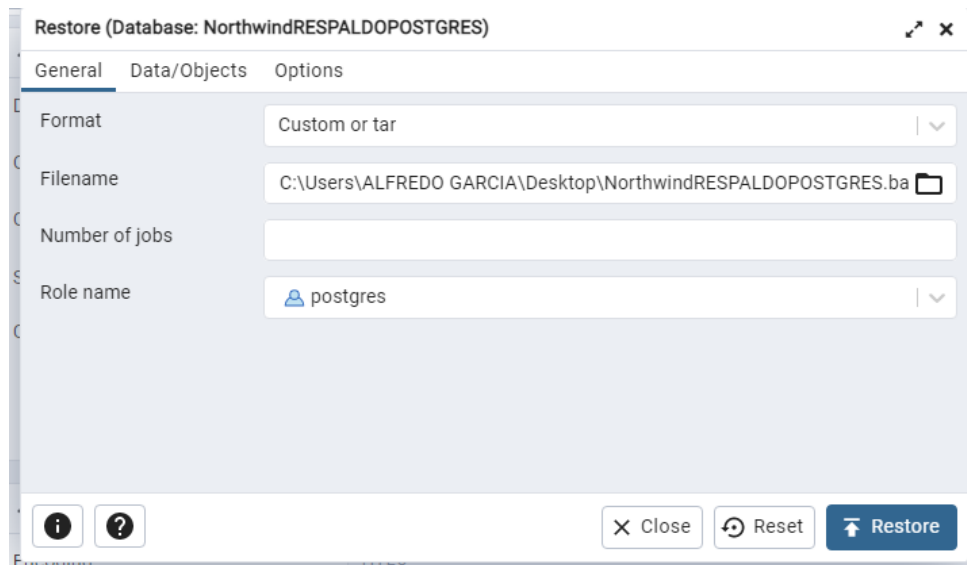 Restore (Database: NorthwindRESPALDOPOSTGRES)
General Data/Objects Options
Format Custom or tar
Filename C:\Users\ALFREDO GARCIA\Desktop\NorthwindRESPALDOPOSTGRES.ba
Number of jobs
Role name postgres
Close Reset Restore